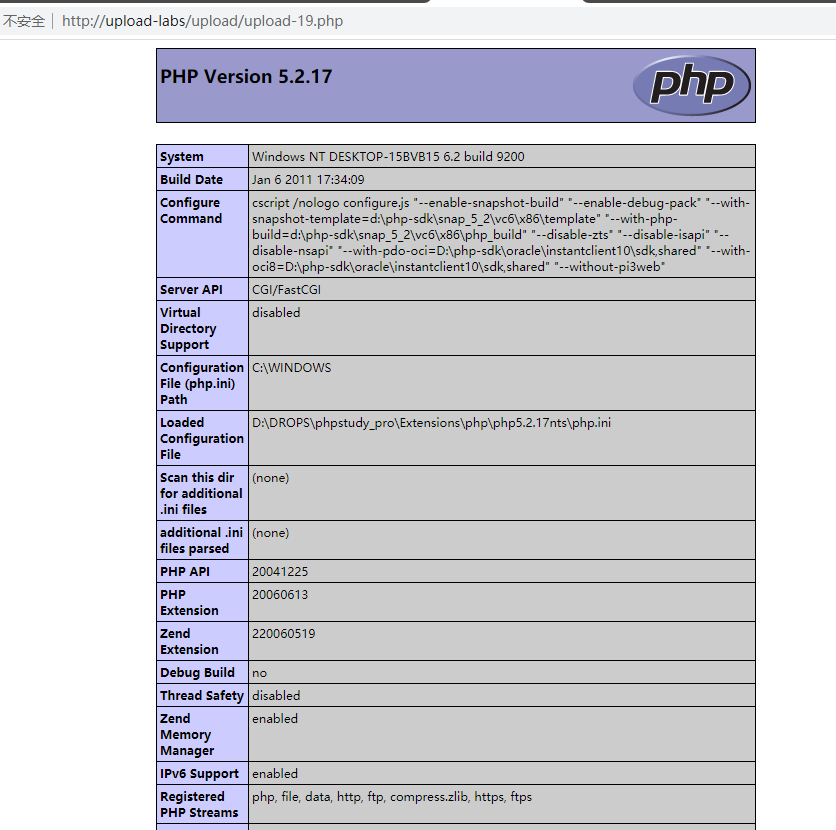 不安全 | http://upload-labs/upload/upload-19.php
PHP Version 5.2.17
php
System Windows NT DESKTOP-15BVB15 6.2 build 9200
Build Date Jan 6 2011 17:34:09
Configure cscript /nologo configure.js "--enable-snapshot-build" "--enable-debug-pack" "--with-
Command snapshot-template=d:\php-sdk\snap_5_2\vc6\x86\template" "--with-php-
build=d:\php-sdk\snap_5_2\vc6\x86\php_build" "--disable-zts" "--disable-isapi" "--
disable-nsapi" "--with-pdo-oci=D:\php-sdk\oracle\instantclient10\sdk,shared" "--with-
oci8=D:\php-sdk\oracle\instantclient10\sdk,shared" "--without-pi3web"
Server API CGI/FastCGI
Virtual disabled
Directory
Support
Configuration C:\WINDOWS
File (php.ini)
Path
Loaded D:\DROPS\phpstudy_pro\Extensions\php\php5.2.17nts\php.ini
Configuration
File
Scan this dir (none)
for additional
.ini files
additional .ini (none)
files parsed
PHP API 20041225
PHP 20060613
Extension
Zend 220060519
Extension
Debug Build no
Thread Safety disabled
Zend enabled
Memory
Manager
IPv6 Support enabled
Registered php, file, data, http, ftp, compress.zlib, https, ftps
PHP Streams